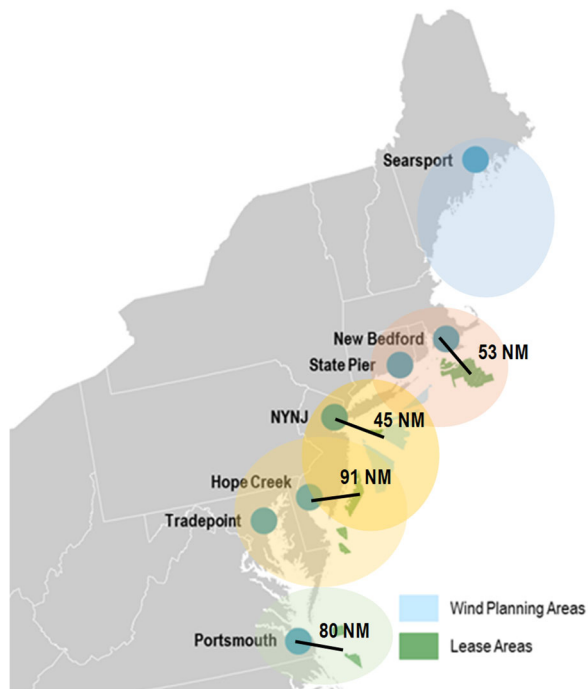 Searsport
New Bedford
53 NM
State Pier
NYNJ
45 NM
91 NM
Hope Creek
Tradepoint
80 NM
Portsmouth
Wind Planning Areas
Lease Areas